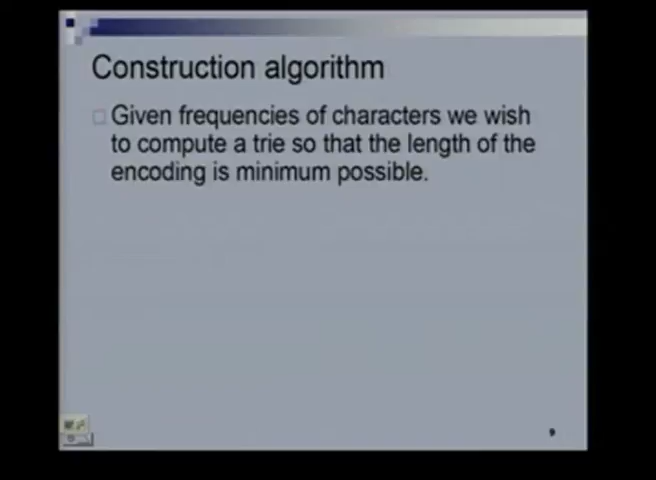 Construction algorithm
Given frequencies of characters we wish
to compute a trie so that the length of the
encoding is minimum possible.
9